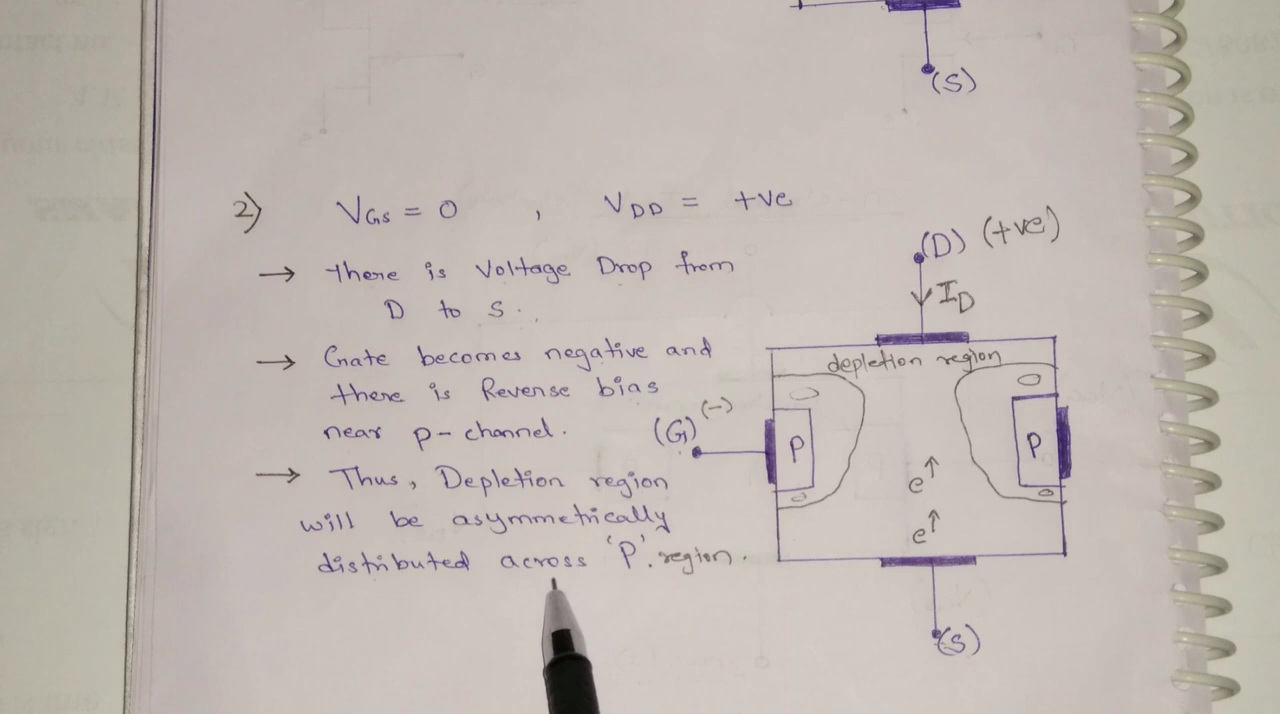 (S)
2) VGS = 0 , VDD = +ve
→ there is Voltage Drop from
D to S.
→ Gate becomes negative and
there is Reverse bias
near p-channel.
→ Thus, Depletion region
will be asymmetrically
distributed across 'P' region.
(D) (+ve)
ID
depletion region
(G) (-)
P
P
e↑
e↑
(S)